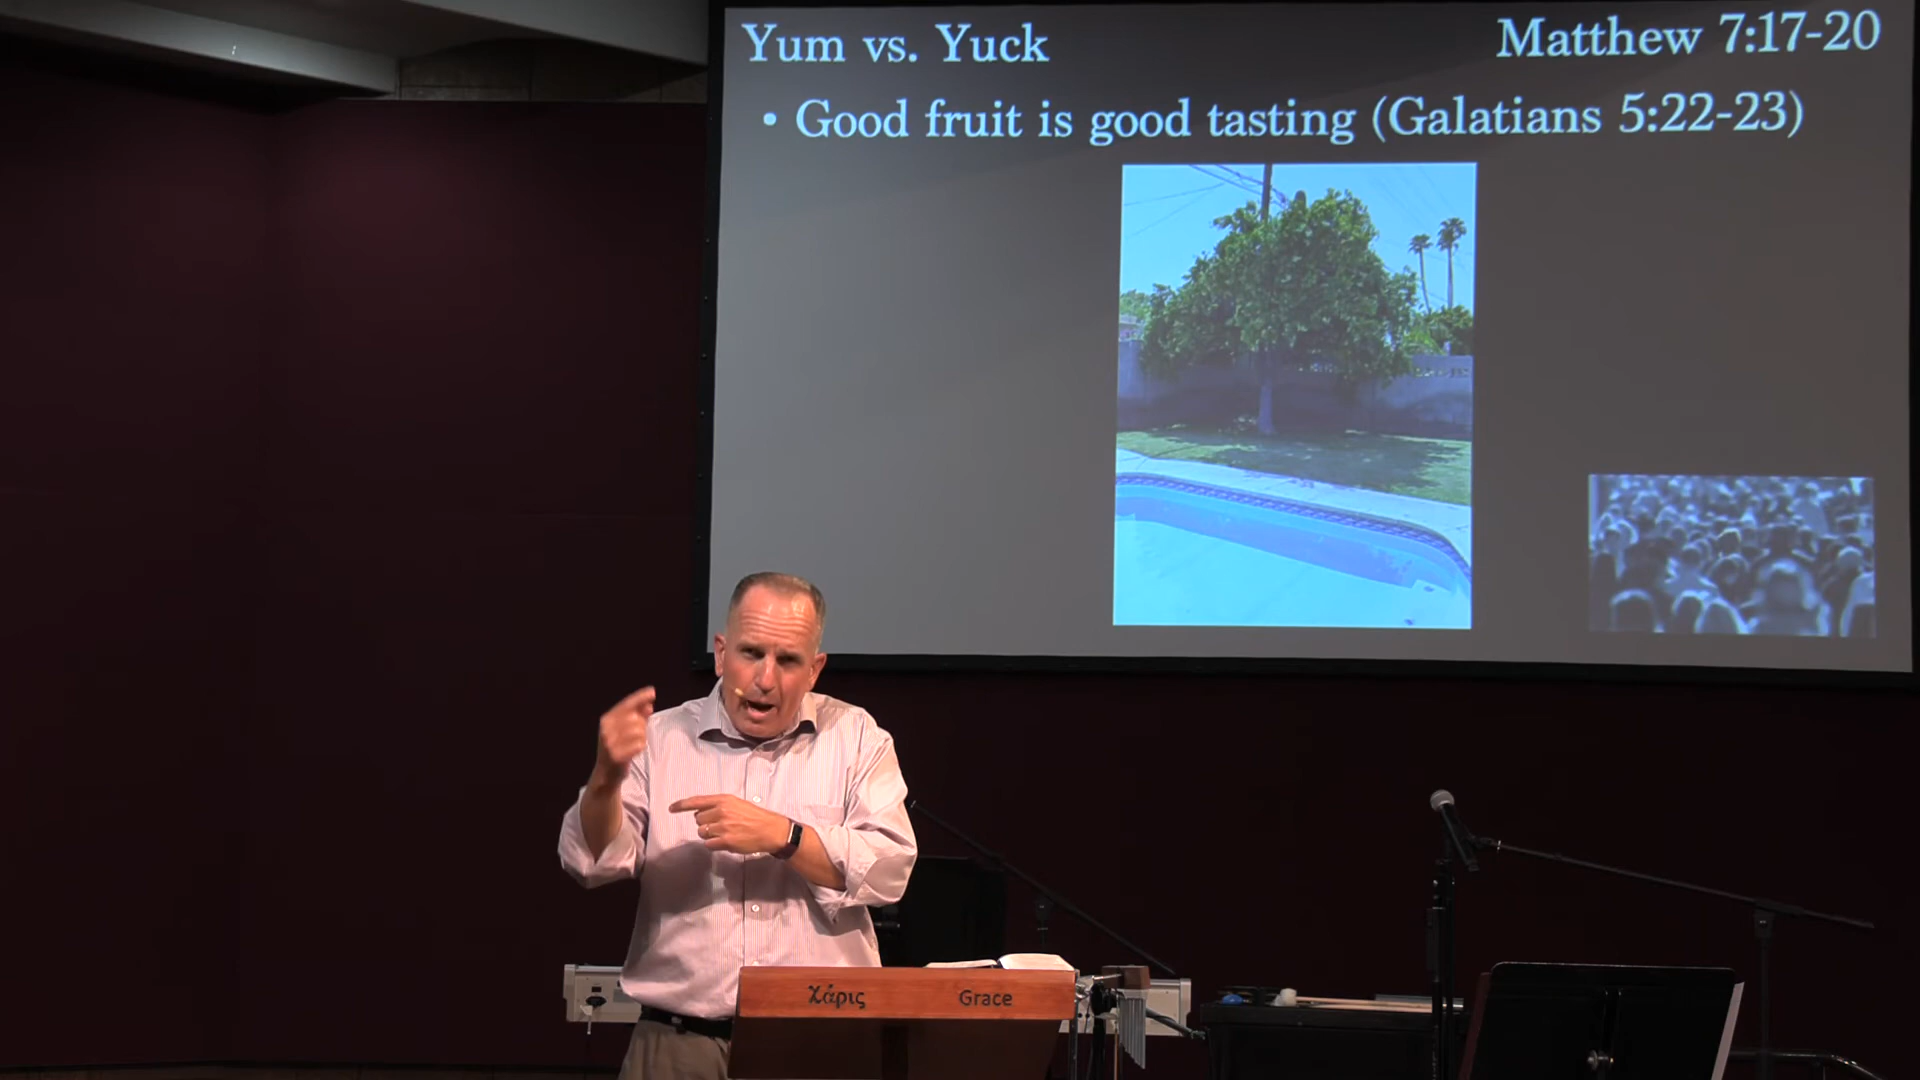 Yum vs. Yuck
Matthew 7:17-20
• Good fruit is good tasting (Galatians 5:22-23)
Χάρις
Grace